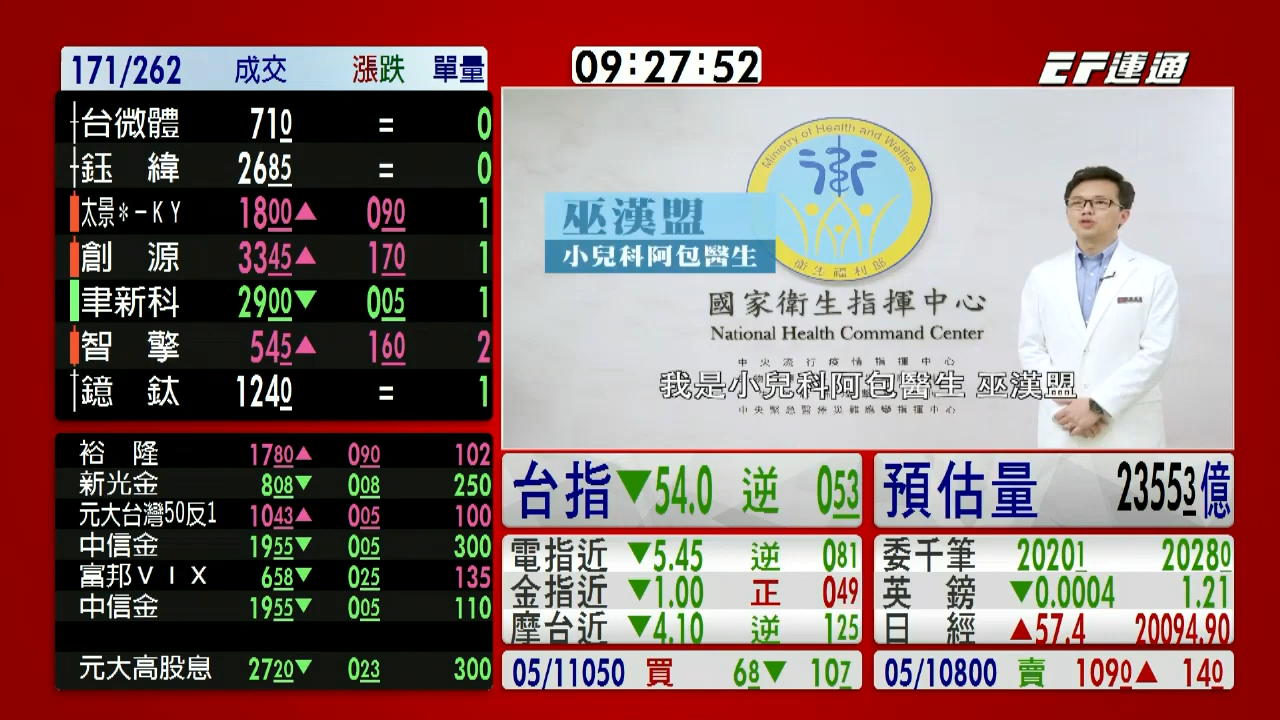 171/262 成交 漲跌 單量
台微體 710 = 0
鈺緯 2685 = 0
太景*-KY 1800▲ 090 1
創源 3345▲ 170 1
聿新科 2900▼ 005 1
智擎 545▲ 160 2
鐿鈦 1240 = 1
裕隆 1780▲ 090 102
新光金 808▼ 008 250
元大台灣50反1 1043▲ 005 100
中信金 1955▼ 005 300
富邦VIX 658▼ 025 135
中信金 1955▼ 005 110
元大高股息 2720▼ 023 300
09:27:52
EF運通
Ministry of Health and Welfare
衛生福利部
巫漢盟
小兒科阿包醫生
國家衛生指揮中心
National Health Command Center
中央流行疫情指揮中心
我是小兒科阿包醫生 巫漢盟
中央緊急醫療災難應變指揮中心
台指▼54.0 逆 053
電指近 ▼5.45 逆 081
金指近 ▼1.00 正 049
摩台近 ▼4.10 逆 125
05/11050 買 68▼ 107
預估量 23553億
委千筆 20201 20280
英鎊 ▼0.0004 1.21
日經 ▲57.4 20094.90
05/10800 賣 1090▲ 140